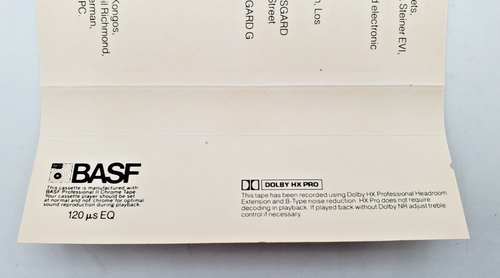 Kongos,
il Richmond,
erman,
PC.
SGARD
Street
GARD G
n, Los
d electronic
ets,
Steiner EVI,
BASF
This cassette is manufactured with
BASF Professional II Chrome Tape
Your cassette player should be set
at normal and not chrome for optimal
sound reproduction during playback.
120 µs EQ
DOLBY HX PRO
This tape has been recorded using Dolby HX Professional Headroom
Extension and B-Type noise reduction. HX Pro does not require
decoding in playback. If played back without Dolby NR adjust treble
control if necessary.